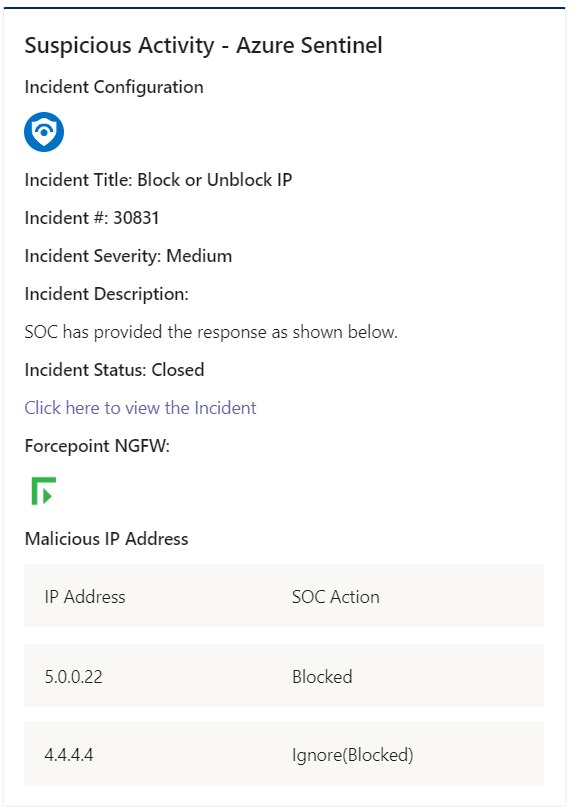 Suspicious Activity - Azure Sentinel
Incident Configuration
Incident Title: Block or Unblock IP
Incident #: 30831
Incident Severity: Medium
Incident Description:
SOC has provided the response as shown below.
Incident Status: Closed
Click here to view the Incident
Forcepoint NGFW:
Malicious IP Address
IP Address SOC Action
5.0.0.22 Blocked
4.4.4.4 Ignore(Blocked)